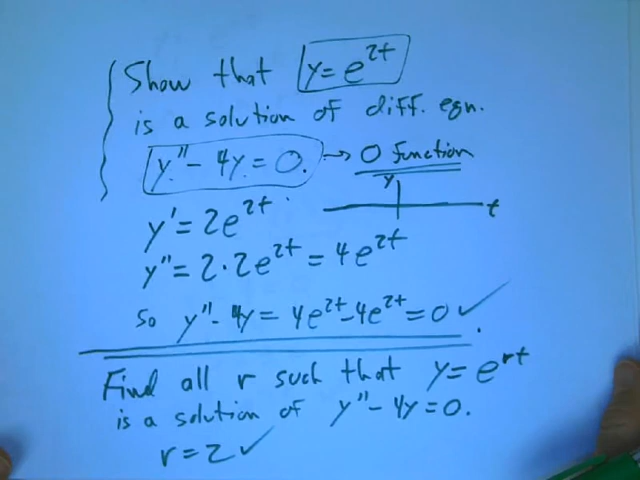 Show that y = e^{2t}
is a solution of diff. eqn.
y'' - 4y = 0. → 0 function
y
t
y' = 2e^{2t}.
y'' = 2·2e^{2t} = 4e^{2t}
So y'' - 4y = 4e^{2t} - 4e^{2t} = 0 ✓.
Find all r such that y = e^{rt}
is a solution of y'' - 4y = 0.
r = 2 ✓